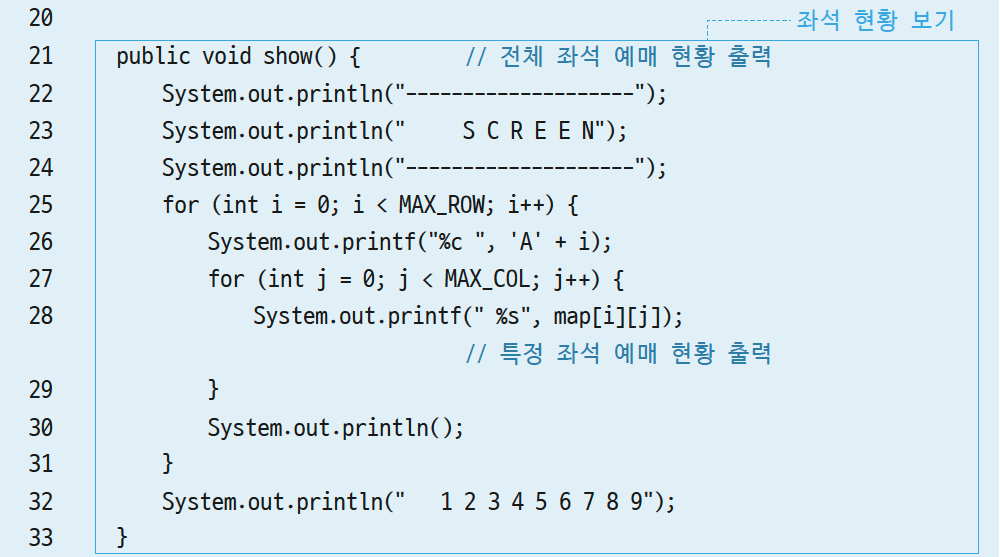 20
좌석 현황 보기
21 public void show() { // 전체 좌석 예매 현황 출력
22 System.out.println("--------------------");
23 System.out.println("    S C R E E N");
24 System.out.println("--------------------");
25 for (int i = 0; i < MAX_ROW; i++) {
26 System.out.printf("%c ", 'A' + i);
27 for (int j = 0; j < MAX_COL; j++) {
28 System.out.printf(" %s", map[i][j]);
// 특정 좌석 예매 현황 출력
29 }
30 System.out.println();
31 }
32 System.out.println("   1 2 3 4 5 6 7 8 9");
33 }